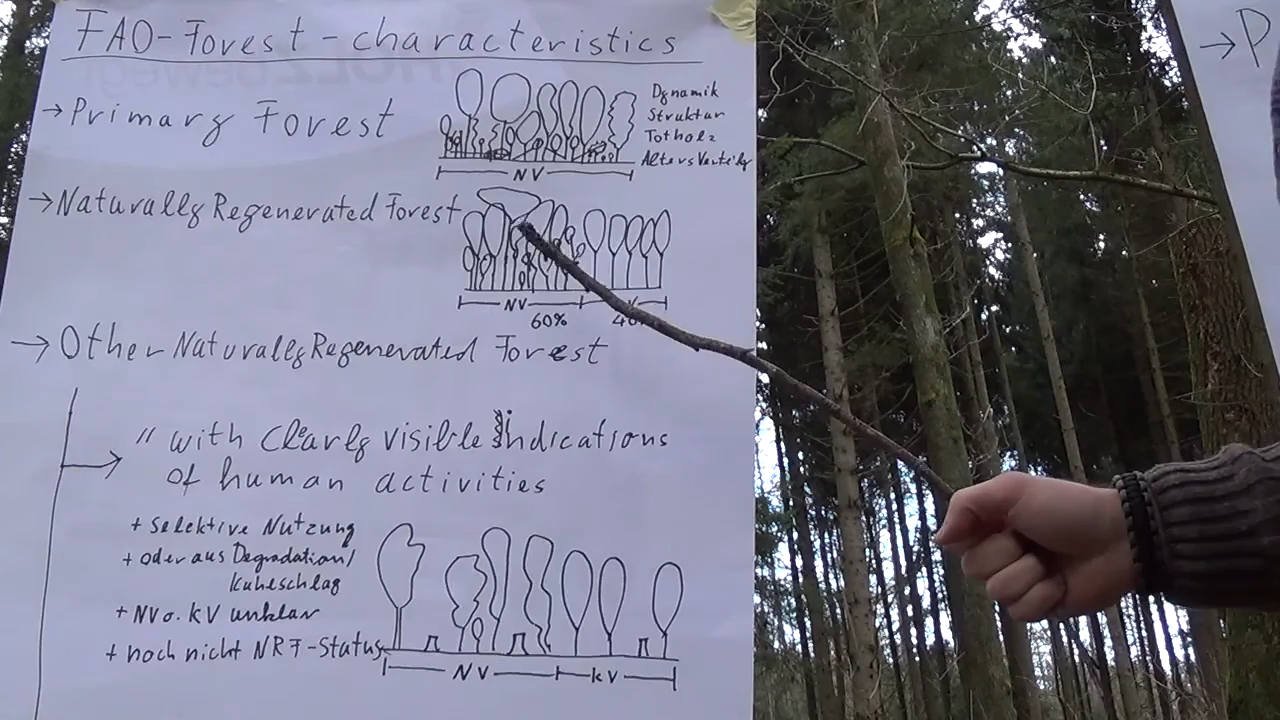 FAO-Forest-characteristics
→ Primary Forest
Dynamik
Struktur
Totholz
Altersverteilg
NV
→ Naturally Regenerated Forest
NV
60%
→ Other Naturally Regenerated Forest
→ " with clearly visible indications
of human activities
+ selektive Nutzung
+ oder aus Degradation/
Kahlschlag
+ NV o. kV unklar
+ noch nicht NRF-Status
NV kV
→ P